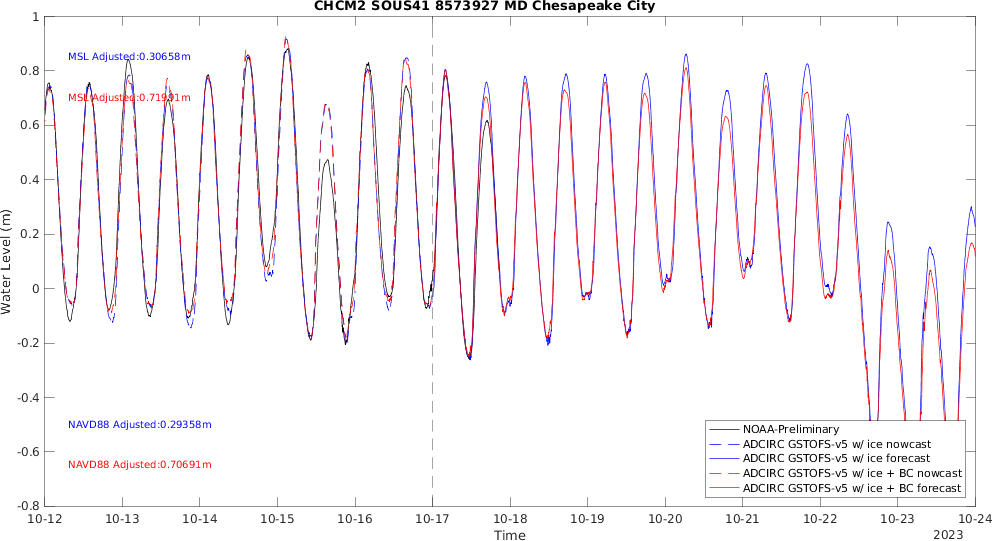 CHCM2 SOUS41 8573927 MD Chesapeake City
1
0.8
0.6
0.4
0.2
0
-0.2
-0.4
-0.6
-0.8
Water Level (m)
MSL Adjusted:0.30658m
MSL Adjusted:0.71991m
NAVD88 Adjusted:0.29358m
NAVD88 Adjusted:0.70691m
NOAA-Preliminary
ADCIRC GSTOFS-v5 w/ ice nowcast
ADCIRC GSTOFS-v5 w/ ice forecast
ADCIRC GSTOFS-v5 w/ ice + BC nowcast
ADCIRC GSTOFS-v5 w/ ice + BC forecast
10-12 10-13 10-14 10-15 10-16 10-17 10-18 10-19 10-20 10-21 10-22 10-23 10-24
Time
2023